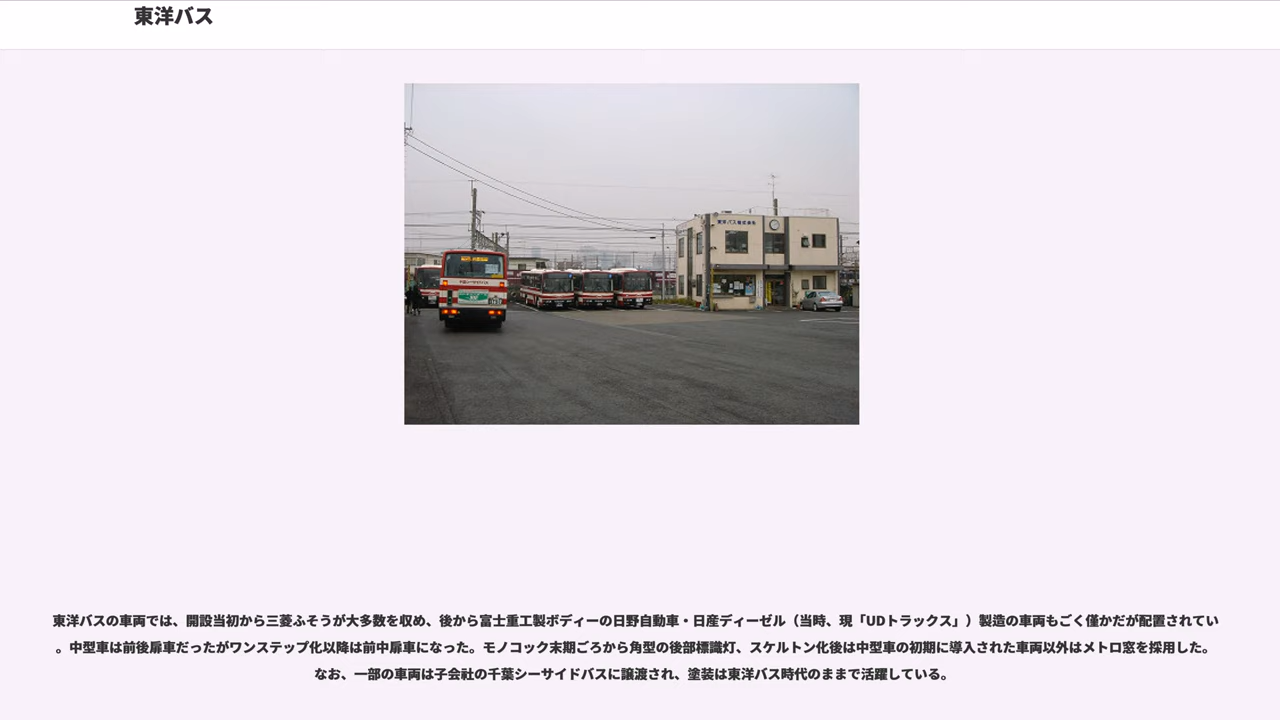 東洋バス
東洋バスの車両では、開設当初から三菱ふそうが大多数を収め、後から富士重工製ボディーの日野自動車・日産ディーゼル（当時、現「UDトラックス」）製造の車両もごく僅かだが配置されてい
。中型車は前後扉車だったがワンステップ化以降は前中扉車になった。モノコック末期ごろから角型の後部標識灯、スケルトン化後は中型車の初期に導入された車両以外はメトロ窓を採用した。
なお、一部の車両は子会社の千葉シーサイドバスに譲渡され、塗装は東洋バス時代のままで活躍している。